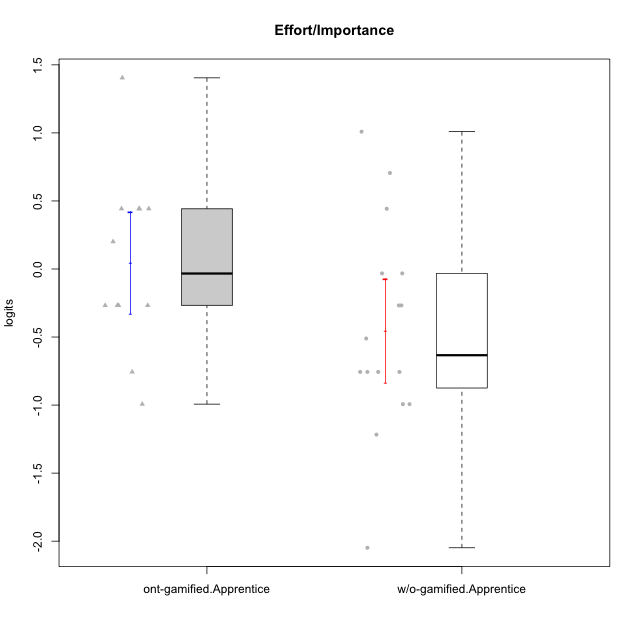 Effort/Importance
logits
1.5
1.0
0.5
0.0
-0.5
-1.0
-1.5
-2.0
ont-gamified.Apprentice
w/o-gamified.Apprentice